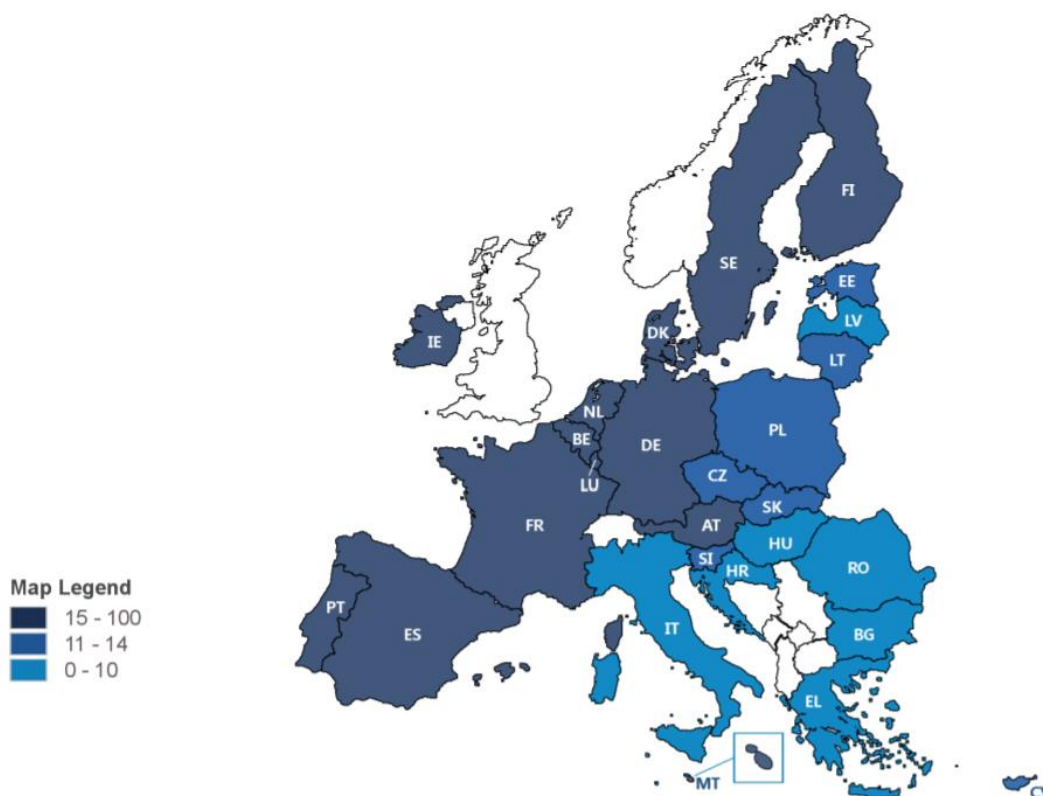 FI
SE
EE
LV
DK
IE
LT
NL
PL
BE
DE
CZ
LU
SK
FR
AT
HU
SI
RO
HR
Map Legend
15 - 100
PT
11 - 14
ES
IT
BG
0 - 10
EL
MT